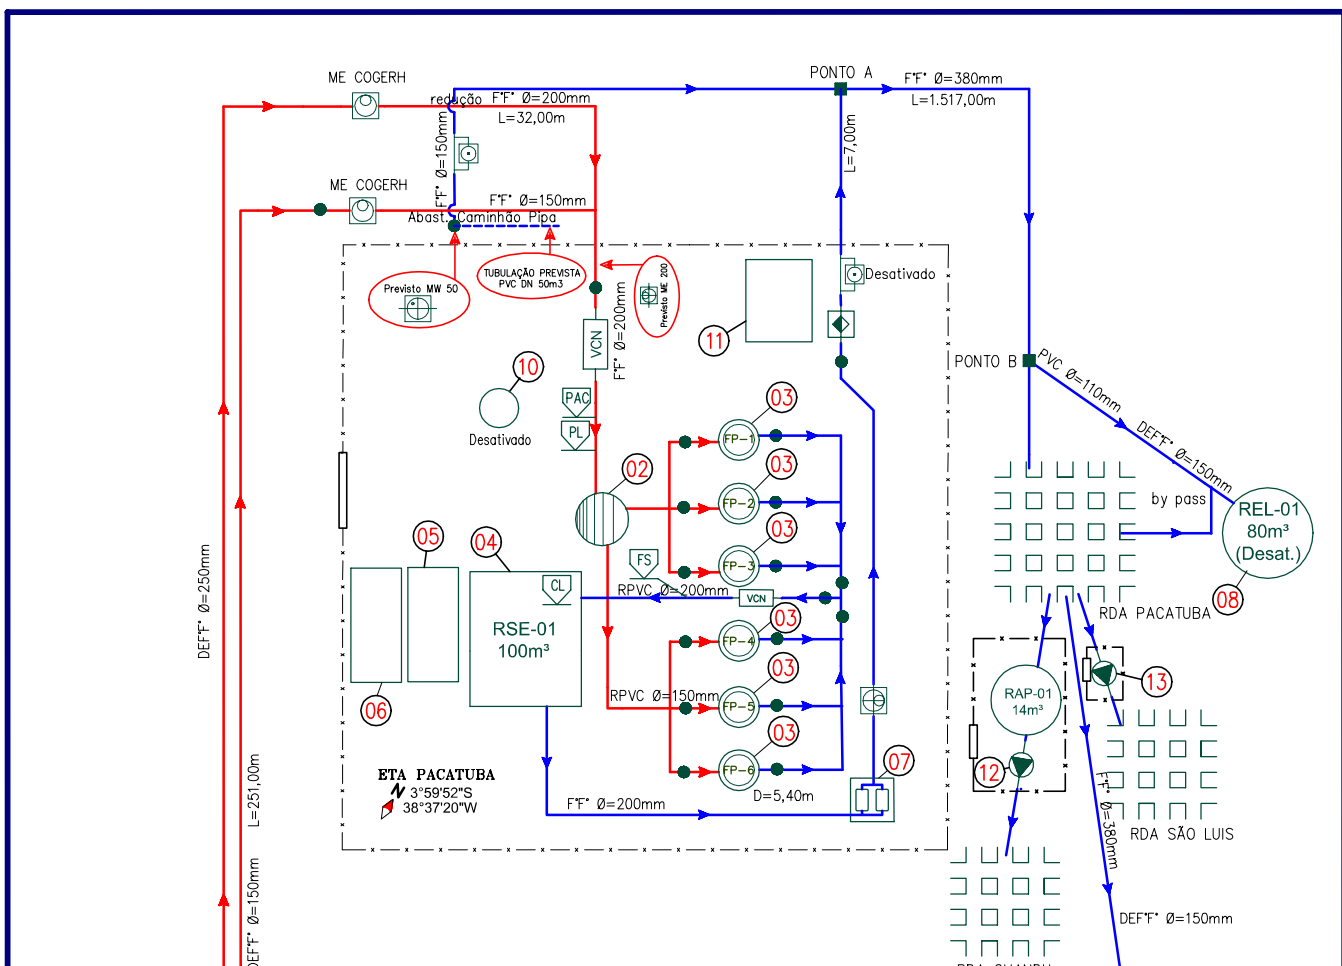 ME COGERH
redução
F°F° Ø=200mm
L=32,00m
PONTO A
F°F° Ø=380mm
L=1.517,00m
F°F° Ø=150mm
L=7,00m
ME COGERH
F°F° Ø=150mm
Abast. Caminhão Pipa
Previsto MW 50
TUBULAÇÃO PREVISTA
PVC DN 50m3
Previsto ME 200
Desativado
11
VCN
F°F° Ø=200mm
10
Desativado
PAC
PL
PONTO B
PVC Ø=110mm
DEF°F° Ø=150mm
03
FP-1
02
03
FP-2
03
FP-3
by pass
REL-01
80m³
(Desat.)
08
05
04
FS
CL
RPVC Ø=200mm
VCN
RSE-01
100m³
03
FP-4
RDA PACATUBA
DEF°F° Ø=250mm
06
RPVC Ø=150mm
03
FP-5
RAP-01
14m³
13
03
FP-6
D=5,40m
07
12
ETA PACATUBA
N 3°59'52"S
38°37'20"W
F°F° Ø=200mm
L=251,00m
DEF°F° Ø=150mm
F°F° Ø=380mm
RDA SÃO LUIS
DEF°F° Ø=150mm